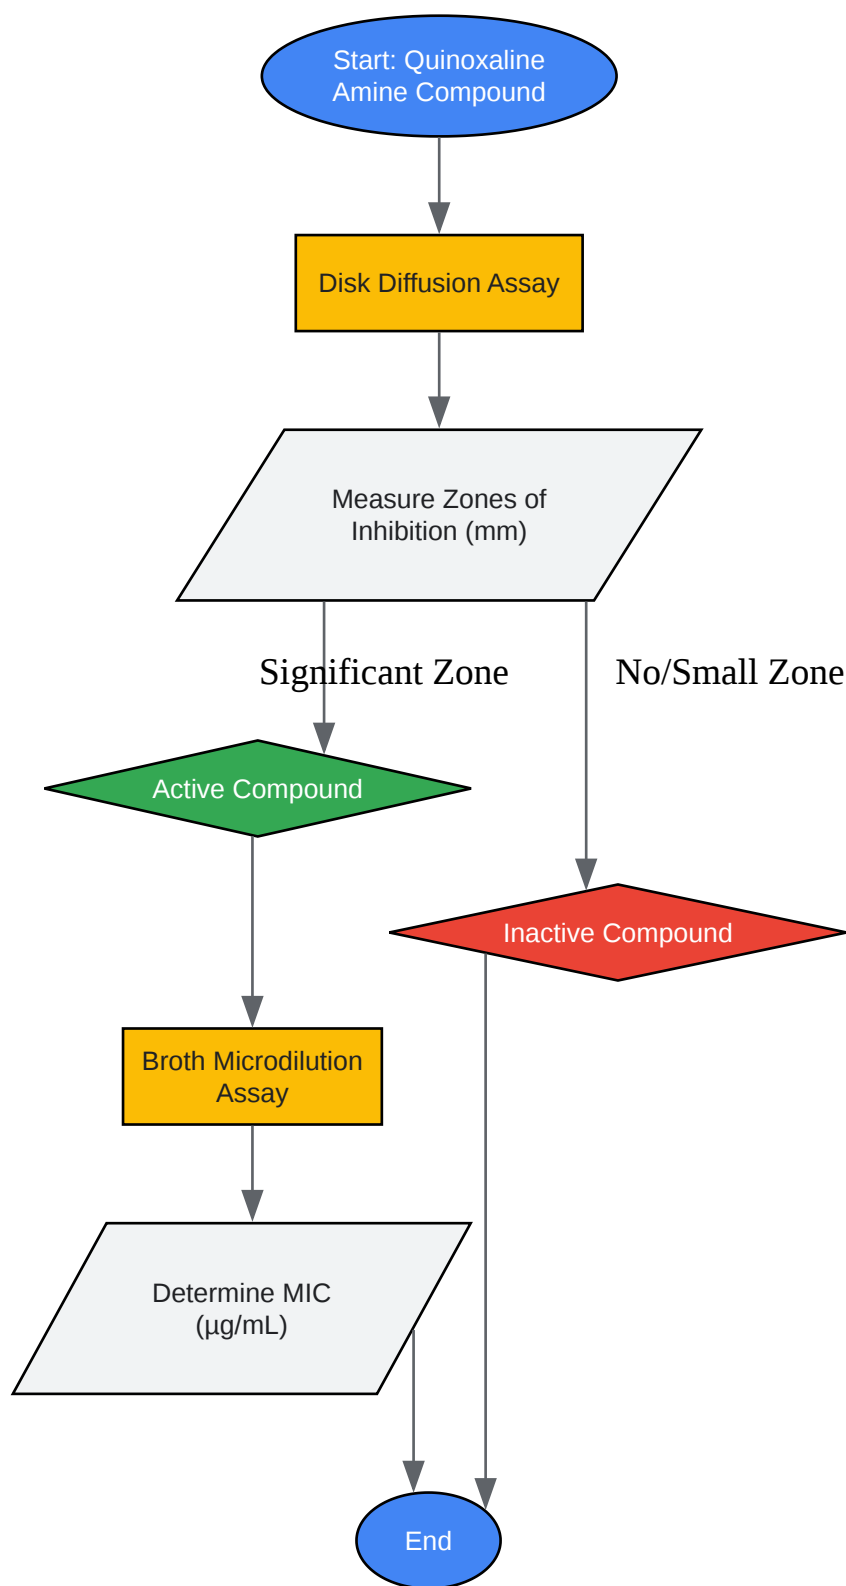 Start: Quinoxaline
Amine Compound
Disk Diffusion Assay
Measure Zones of
Inhibition (mm)
Significant Zone
No/Small Zone
Active Compound
Inactive Compound
Broth Microdilution
Assay
Determine MIC
(µg/mL)
End